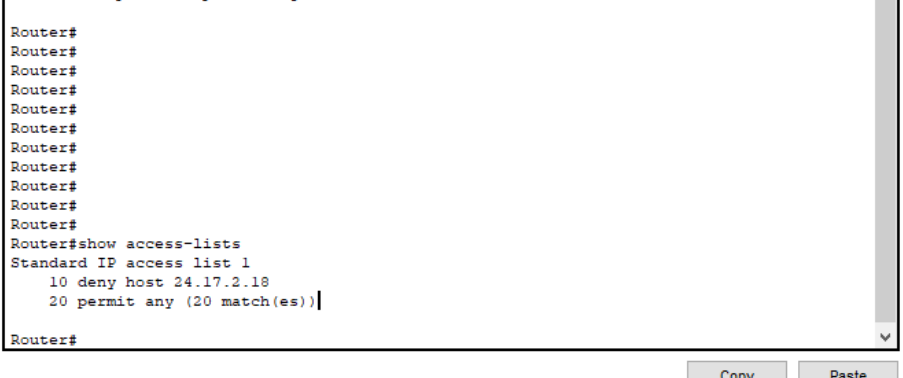 Router#
Router#
Router#
Router#
Router#
Router#
Router#
Router#
Router#
Router#
Router#
Router#show access-lists
Standard IP access list 1
    10 deny host 24.17.2.18
    20 permit any (20 match(es))
Router#
Copy Paste